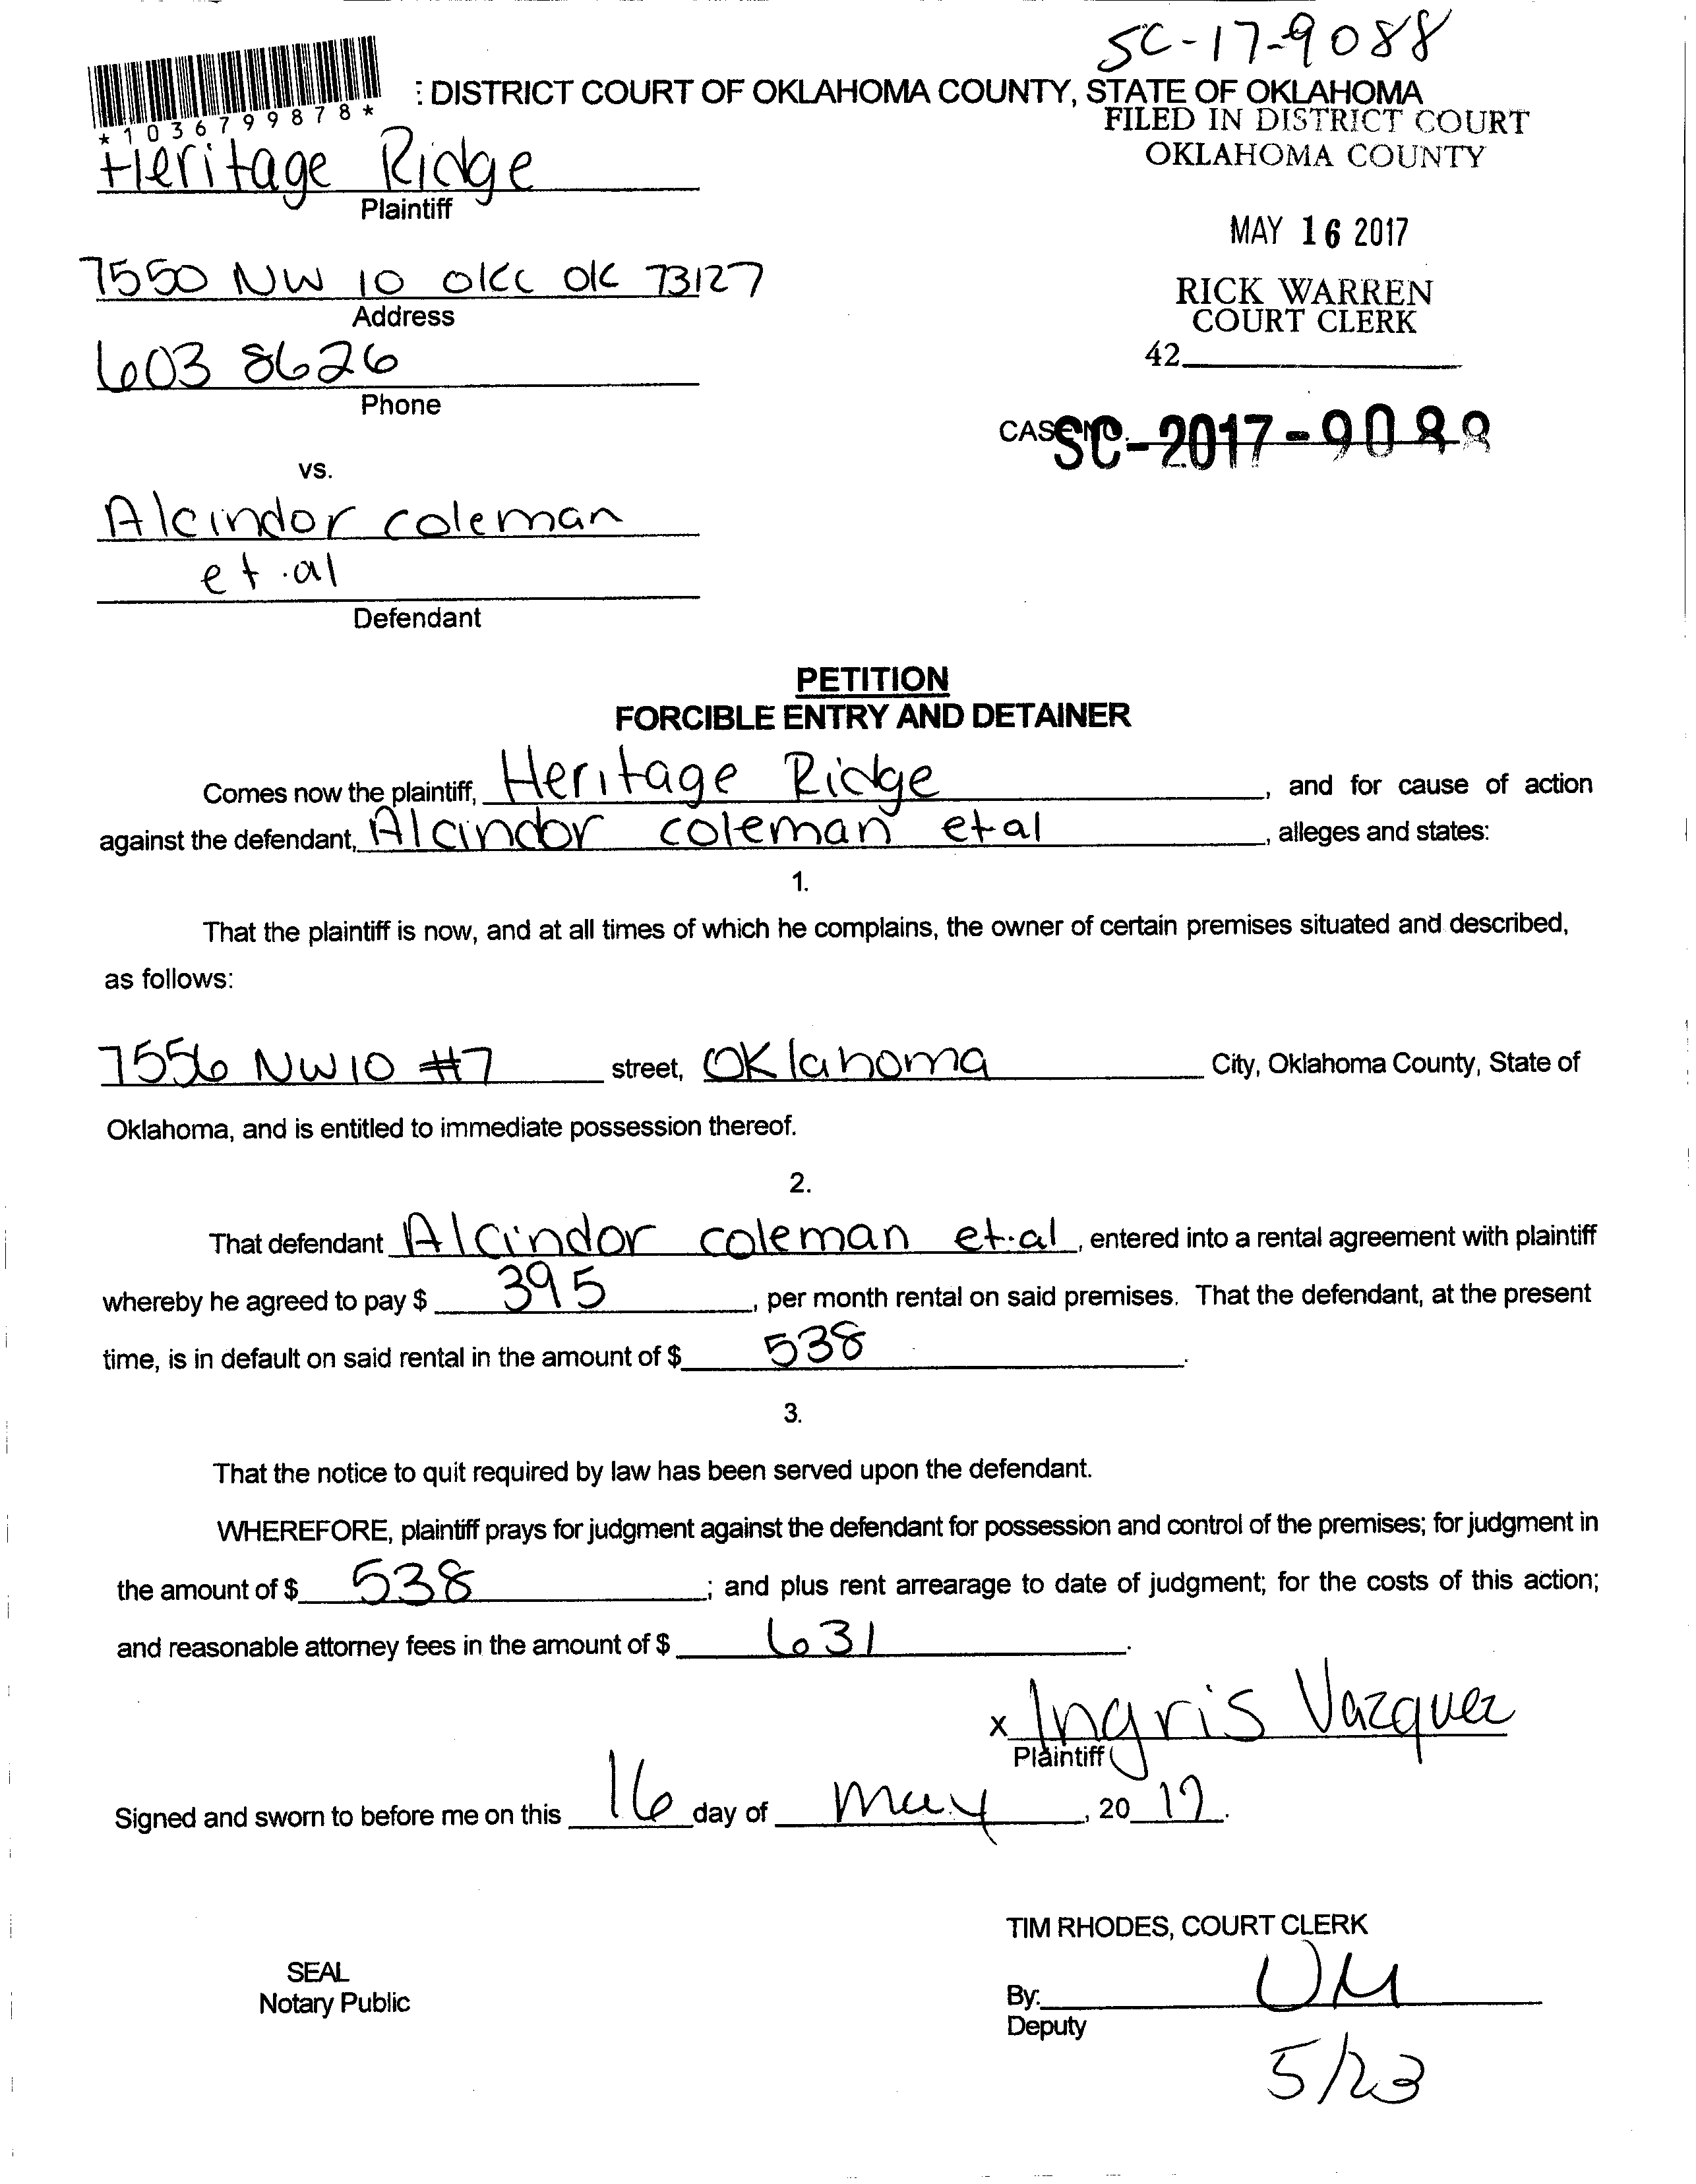 SC-17-9088
: DISTRICT COURT OF OKLAHOMA COUNTY, STATE OF OKLAHOMA
*1036799878*
FILED IN DISTRICT COURT
OKLAHOMA COUNTY
Heritage Ridge
Plaintiff
MAY 16 2017
7550 NW 10 OKC OK 73127
Address
RICK WARREN
COURT CLERK
603 8626
Phone
42
CASE NO. SC-2017-9088
vs.
Alcindor coleman
et.al
Defendant
PETITION
FORCIBLE ENTRY AND DETAINER
Comes now the plaintiff, Heritage Ridge, and for cause of action
against the defendant, Alcindor coleman et al, alleges and states:
1.
That the plaintiff is now, and at all times of which he complains, the owner of certain premises situated and described,
as follows:
7556 NW 10 #7 street, Oklahoma City, Oklahoma County, State of
Oklahoma, and is entitled to immediate possession thereof.
2.
That defendant Alcindor coleman et.al, entered into a rental agreement with plaintiff
whereby he agreed to pay $ 395, per month rental on said premises. That the defendant, at the present
time, is in default on said rental in the amount of $ 538.
3.
That the notice to quit required by law has been served upon the defendant.
WHEREFORE, plaintiff prays for judgment against the defendant for possession and control of the premises; for judgment in
the amount of $ 538; and plus rent arrearage to date of judgment; for the costs of this action;
and reasonable attorney fees in the amount of $ 631.
x Ingris Vazquez
Plaintiff
Signed and sworn to before me on this 16 day of May, 20 17.
TIM RHODES, COURT CLERK
SEAL
Notary Public
By:
Deputy
5/23